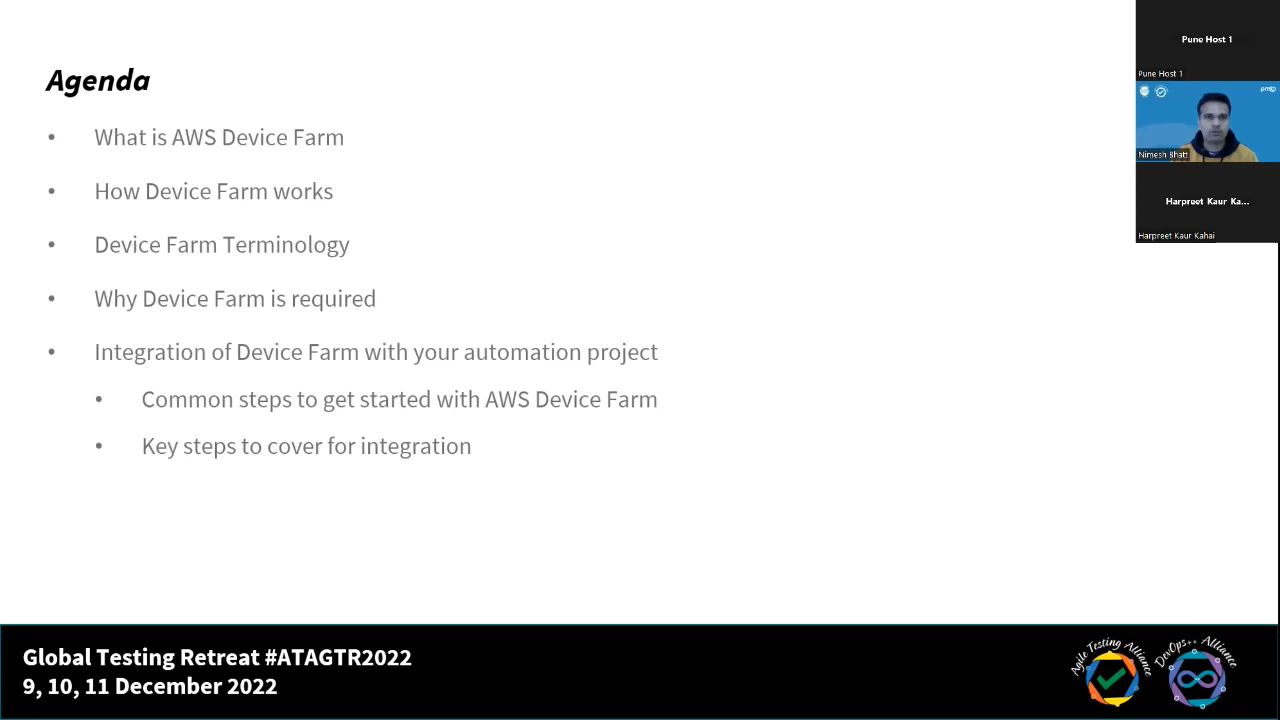 Agenda
• What is AWS Device Farm
• How Device Farm works
• Device Farm Terminology
• Why Device Farm is required
• Integration of Device Farm with your automation project
• Common steps to get started with AWS Device Farm
• Key steps to cover for integration
Pune Host 1
Pune Host 1
Nimesh Bhatt
Harpreet Kaur Ka...
Harpreet Kaur Kahai
Global Testing Retreat #ATAGTR2022
9, 10, 11 December 2022
Agile Testing Alliance
DevOps++ Alliance